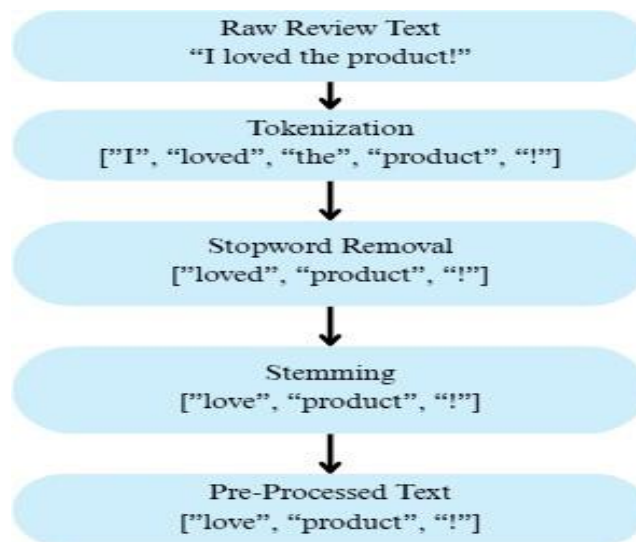 Raw Review Text
“I loved the product!”
Tokenization
[”I”, “loved”, “the”, “product”, “!”]
Stopword Removal
[”loved”, “product”, “!”]
Stemming
[”love”, “product”, “!”]
Pre-Processed Text
[”love”, “product”, “!”]